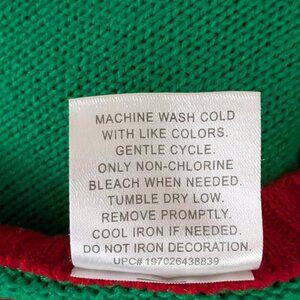 MACHINE WASH COLD
WITH LIKE COLORS.
GENTLE CYCLE.
ONLY NON-CHLORINE
BLEACH WHEN NEEDED.
TUMBLE DRY LOW.
REMOVE PROMPTLY.
COOL IRON IF NEEDED.
DO NOT IRON DECORATION.
UPC# 197026438839